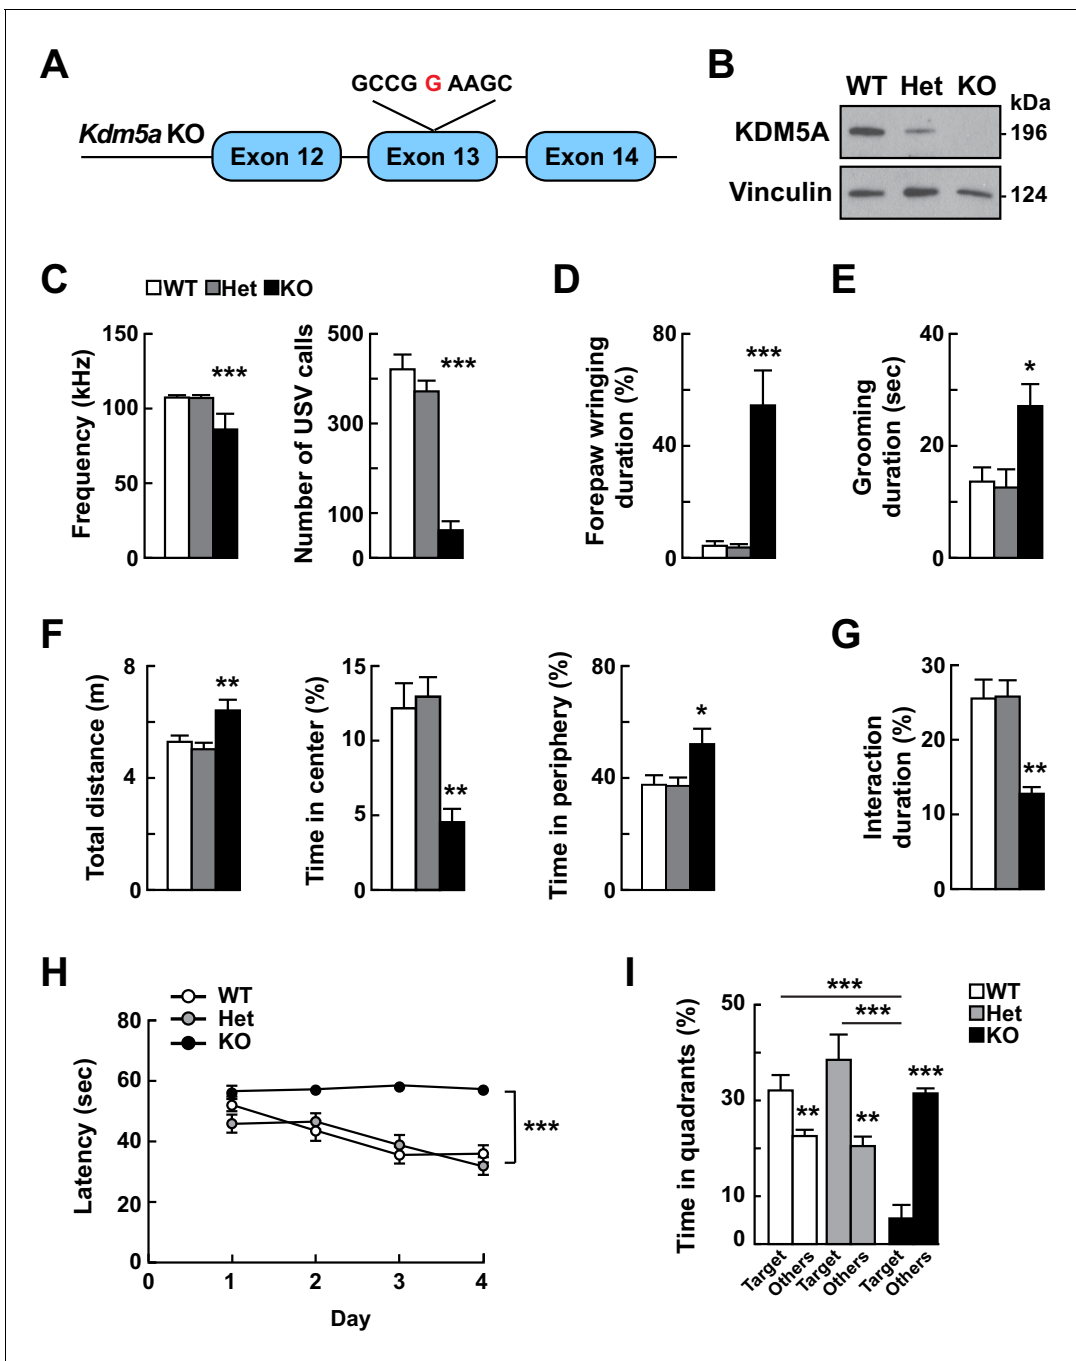 A
GCCG G AAGC
Kdm5a KO
Exon 12
Exon 13
Exon 14
B
WT Het KO
kDa
KDM5A
196
Vinculin
124
C
WT Het KO
Frequency (kHz)
150
100
50
0
***
Number of USV calls
500
300
100
0
***
D
Forepaw wringing
duration (%)
80
40
0
***
E
Grooming
duration (sec)
40
20
0
*
F
Total distance (m)
8
4
0
**
Time in center (%)
15
10
5
0
**
Time in periphery (%)
80
40
0
*
G
Interaction
duration (%)
30
20
10
0
**
H
WT
Het
KO
Latency (sec)
80
60
40
20
0
***
0 1 2 3 4
Day
I
WT
Het
KO
Time in quadrants (%)
50
30
10
0
***
***
**
**
***
Target
Others
Target
Others
Target
Others